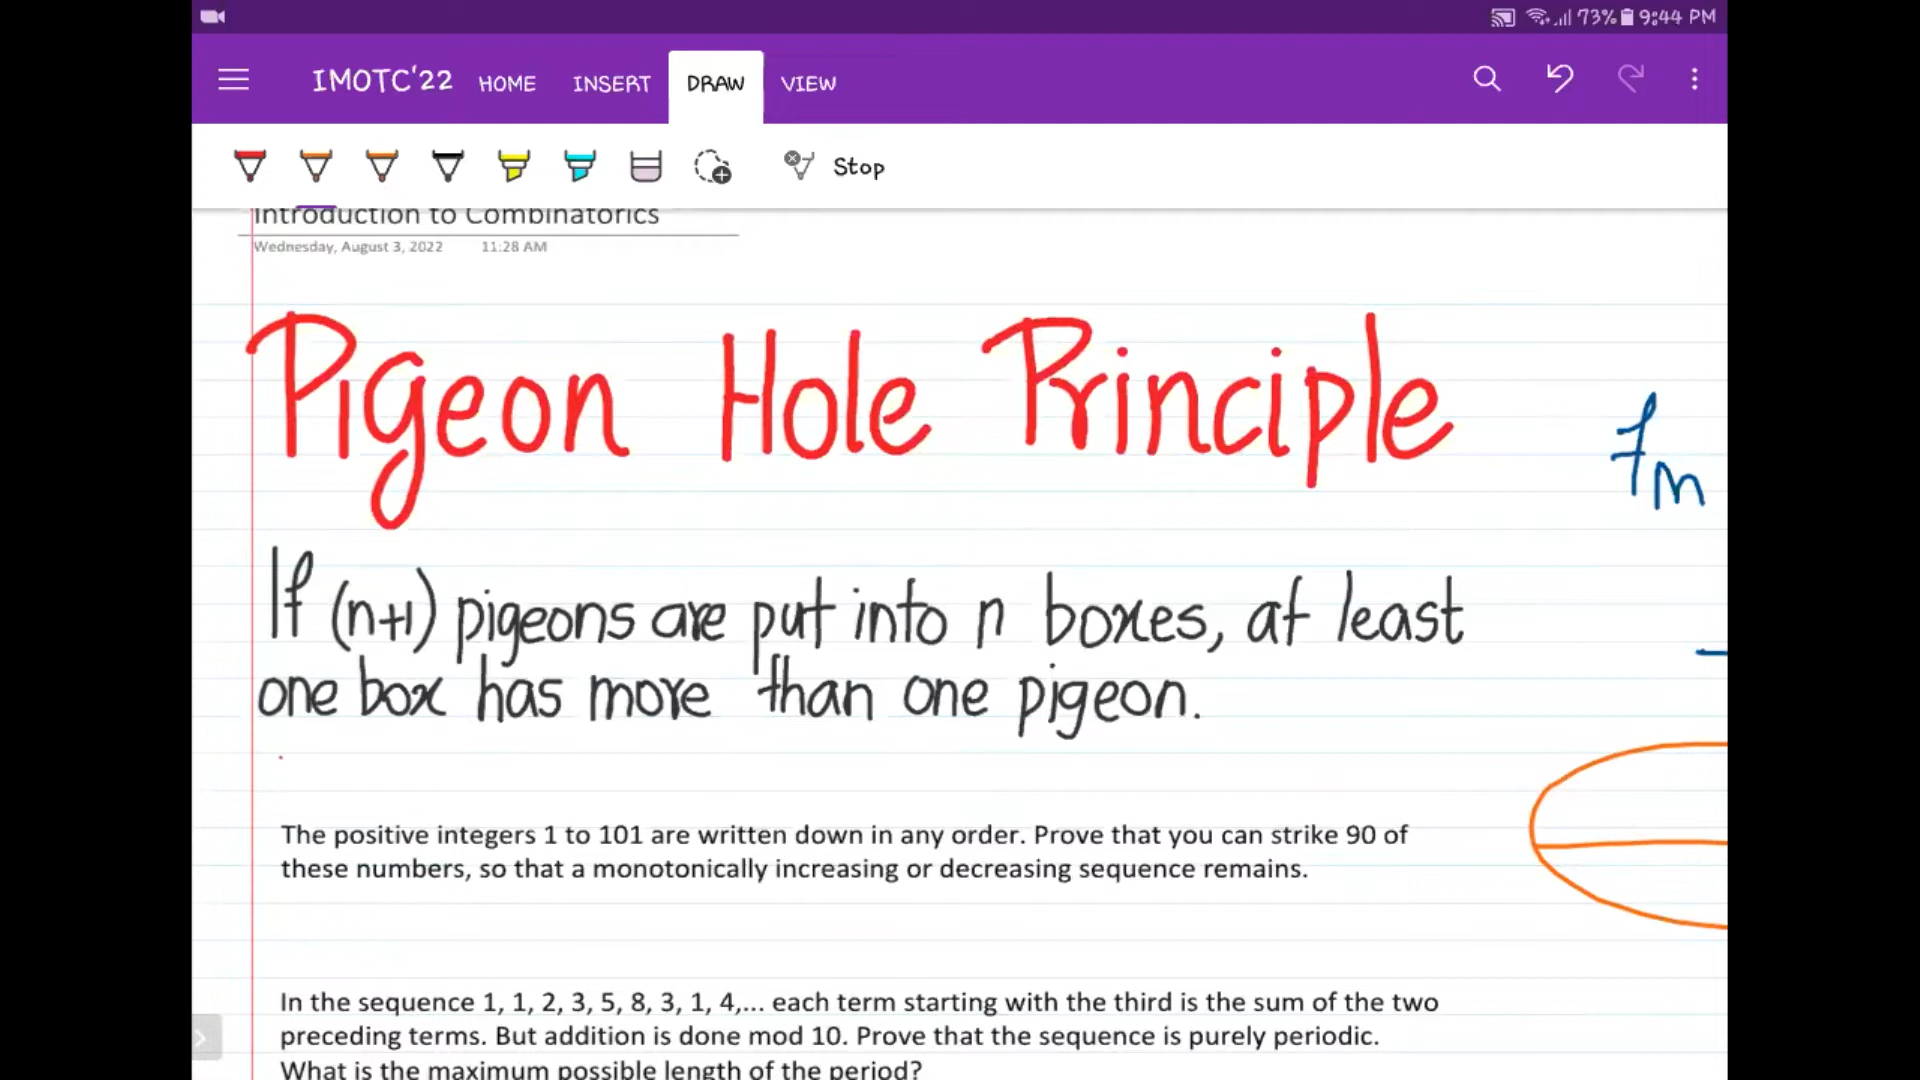 73% 9:44 PM
IMOTC'22 HOME INSERT DRAW VIEW
Stop
Introduction to Combinatorics
Wednesday, August 3, 2022 11:28 AM
Pigeon Hole Principle
If (n+1) pigeons are put into n boxes, at least
one box has more than one pigeon.
The positive integers 1 to 101 are written down in any order. Prove that you can strike 90 of
these numbers, so that a monotonically increasing or decreasing sequence remains.
In the sequence 1, 1, 2, 3, 5, 8, 3, 1, 4,... each term starting with the third is the sum of the two
preceding terms. But addition is done mod 10. Prove that the sequence is purely periodic.
What is the maximum possible length of the period?